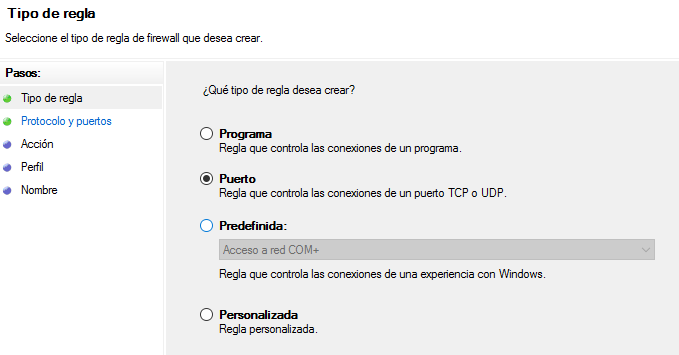 Tipo de regla
Seleccione el tipo de regla de firewall que desea crear.
Pasos:
Tipo de regla
Protocolo y puertos
Acción
Perfil
Nombre
¿Qué tipo de regla desea crear?
Programa
Regla que controla las conexiones de un programa.
Puerto
Regla que controla las conexiones de un puerto TCP o UDP.
Predefinida:
Acceso a red COM+
Regla que controla las conexiones de una experiencia con Windows.
Personalizada
Regla personalizada.